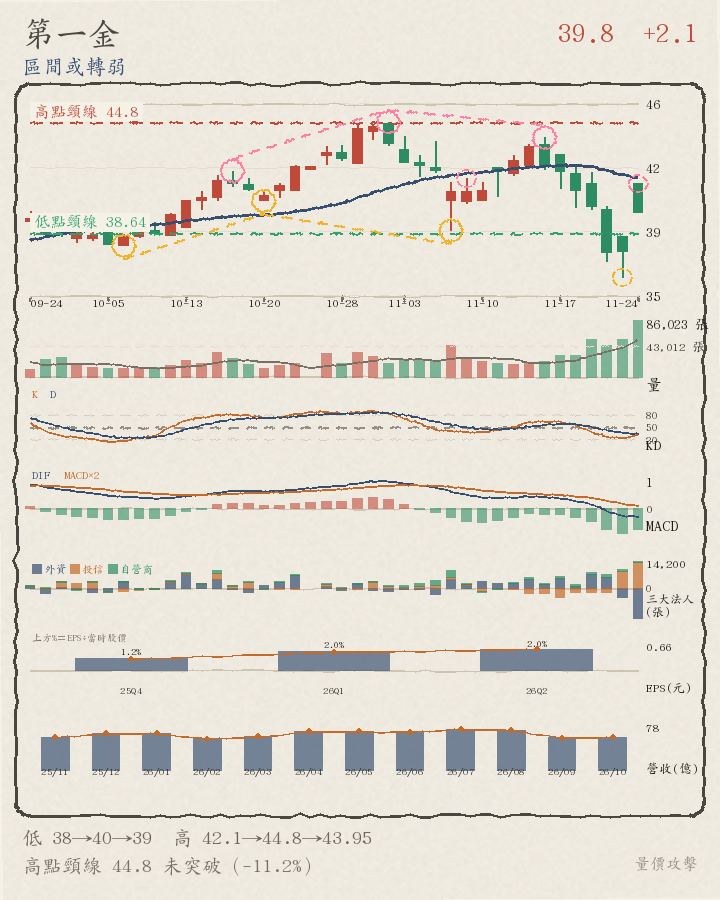 第一金
39.8 +2.1
區間或轉弱
高點頸線 44.8
低點頸線 38.64
46
42
39
35
09-24 10-05 10-13 10-20 10-28 11-03 11-10 11-17 11-24
86,023 張
43,012 張
量
K D
80
50
20
KD
DIF MACD×2
1
0
MACD
外資 投信 自營商
14,200
0
三大法人
(張)
上方%=EPS÷當時股價
1.2% 2.0% 2.0%
0.66
25Q4 26Q1 26Q2
EPS(元)
78
25/11 25/12 26/01 26/02 26/03 26/04 26/05 26/06 26/07 26/08 26/09 26/10
營收(億)
低 38→40→39 高 42.1→44.8→43.95
高點頸線 44.8 未突破 (-11.2%)
量價攻擊